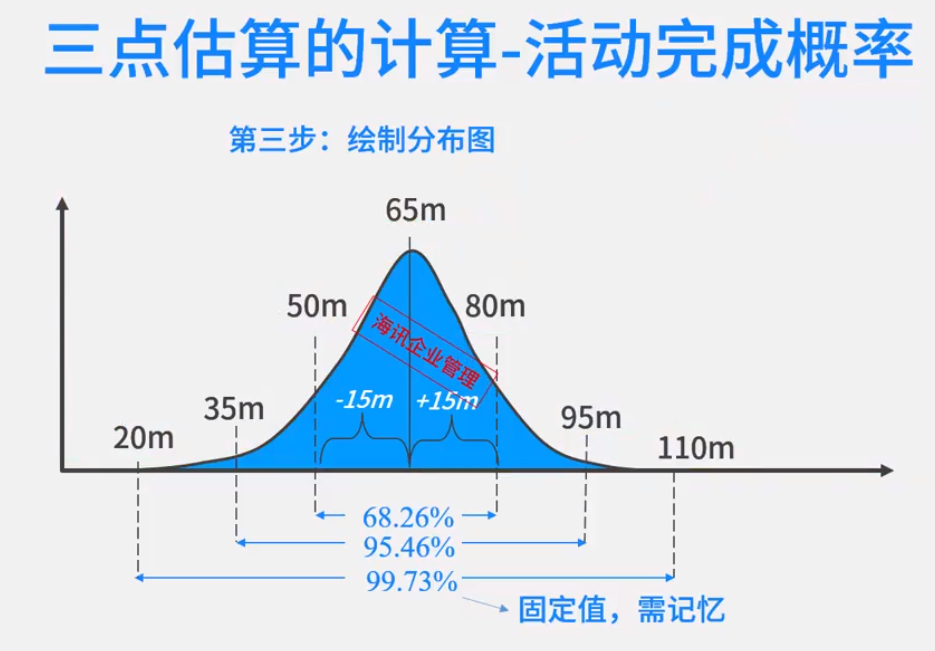 三点估算的计算-活动完成概率
第三步：绘制分布图
65m
50m
80m
海讯企业管理
-15m
+15m
35m
95m
20m
110m
68.26%
95.46%
99.73%
固定值，需记忆